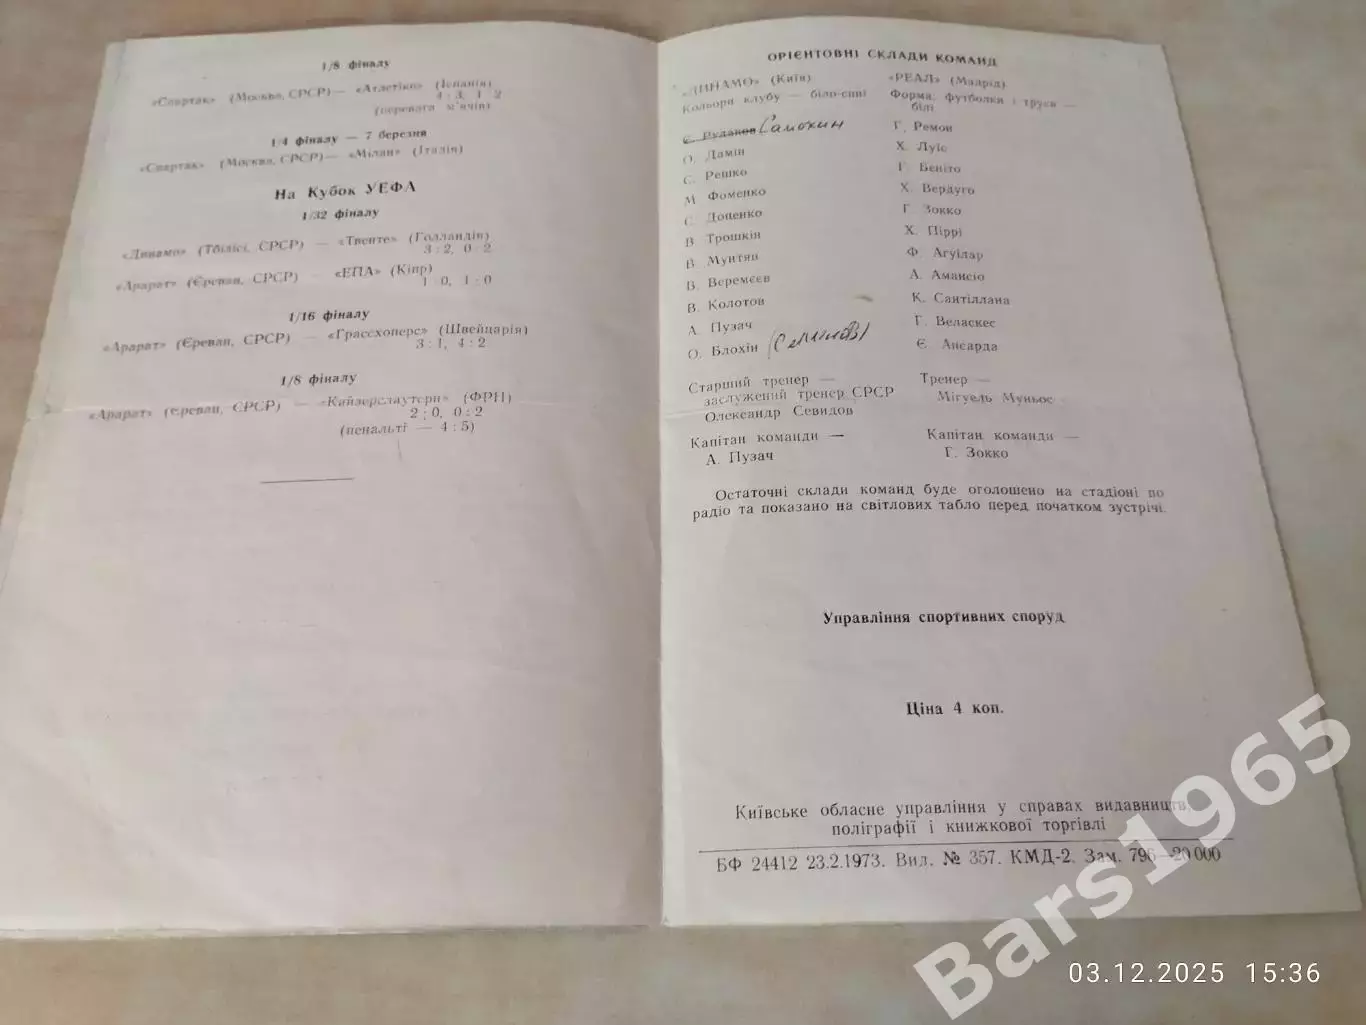 1/8 фіналу
«Спартак» (Москва, СРСР) — «Атлетіко» (Іспанія)
4 : 3, 1 : 2
(перевага м'ячів)
1/4 фіналу — 7 березня
«Спартак» (Москва, СРСР) — «Мілан» (Італія)
На Кубок УЕФА
1/32 фіналу
«Динамо» (Тбілісі, СРСР) — «Твенте» (Голландія)
3 : 2, 0 : 2
«Арарат» (Єреван, СРСР) — «ЕПА» (Кіпр)
1 : 0, 1 : 0
1/16 фіналу
«Арарат» (Єреван, СРСР) — «Грассхоперс» (Швейцарія)
3 : 1, 4 : 2
1/8 фіналу
«Арарат» (Єреван, СРСР) — «Кайзерслаутерн» (ФРН)
2 : 0, 0 : 2
(пенальті — 4 : 5)
ОРІЄНТОВНІ СКЛАДИ КОМАНД
«ДИНАМО» (Київ)
Кольори клубу — біло-сині
Є. Рудаков Самохин
О. Дамін
С. Решко
М. Фоменко
С. Доценко
В. Трошкін
В. Мунтян
В. Веремєєв
В. Колотов
А. Пузач
О. Блохін (Семенов)
Старший тренер —
заслужений тренер СРСР
Олександр Севидов
Капітан команди —
А. Пузач
«РЕАЛ» (Мадрід)
Форма: футболки і труси —
білі
Г. Ремон
Х. Луїс
Г. Беніто
Х. Вердуго
Г. Зокко
Х. Піррі
Ф. Агуілар
А. Амансіо
К. Сантіллана
Г. Веласкес
Є. Ансарда
Тренер —
Мігуель Муньос
Капітан команди —
Г. Зокко
Остаточні склади команд буде оголошено на стадіоні по
радіо та показано на світлових табло перед початком зустрічі.
Управління спортивних споруд
Ціна 4 коп.
Київське обласне управління у справах видавництв,
поліграфії і книжкової торгівлі
БФ 24412 23.2.1973. Вид. № 357. КМД-2. Зам. 796—20 000
Bars1965
03.12.2025 15:36